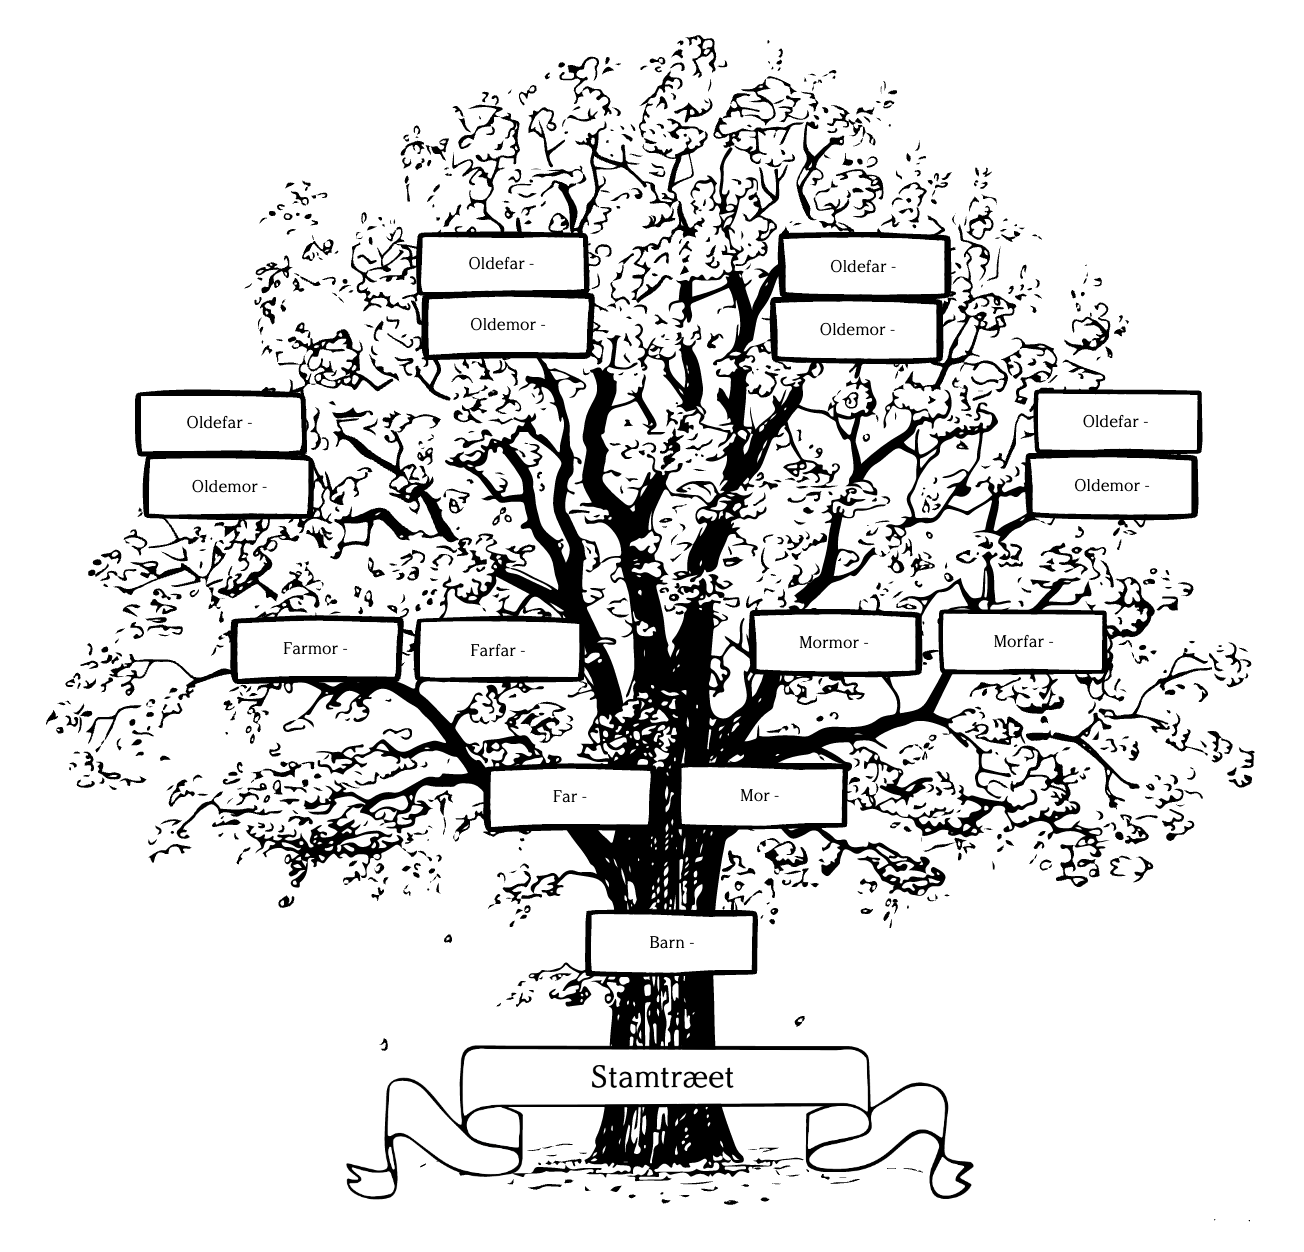 Oldefar -
Oldemor -
Oldefar -
Oldemor -
Oldefar -
Oldemor -
Oldefar -
Oldemor -
Farmor -
Farfar -
Mormor -
Morfar -
Far -
Mor -
Barn -
Stamtræet